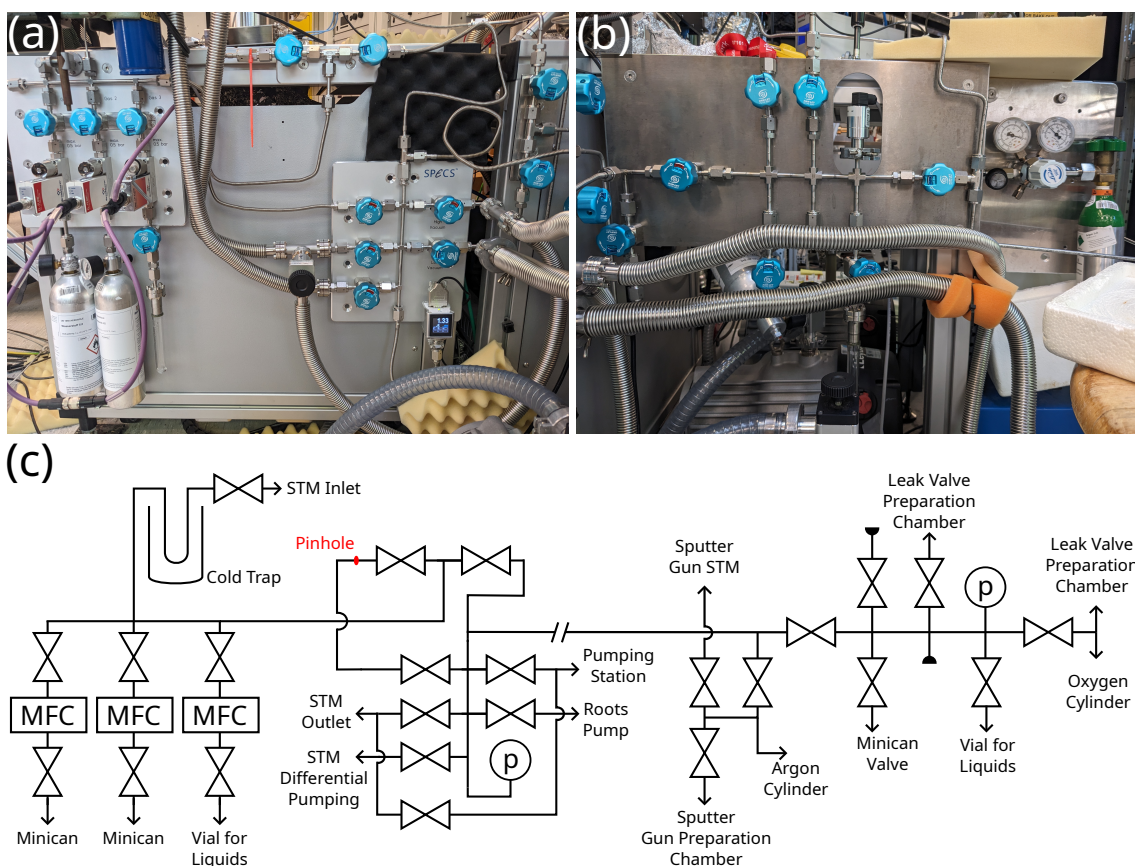 (a)
(b)
SPECS
1.33
(c)
STM Inlet
Cold Trap
Pinhole
Sputter
Gun STM
Leak Valve
Preparation
Chamber
Leak Valve
Preparation
Chamber
p
MFC
MFC
MFC
Pumping
Station
STM
Outlet
Roots
Pump
STM
Differential
Pumping
p
Oxygen
Cylinder
Minican
Valve
Vial for
Liquids
Argon
Cylinder
Minican
Minican
Vial for
Liquids
Sputter
Gun Preparation
Chamber